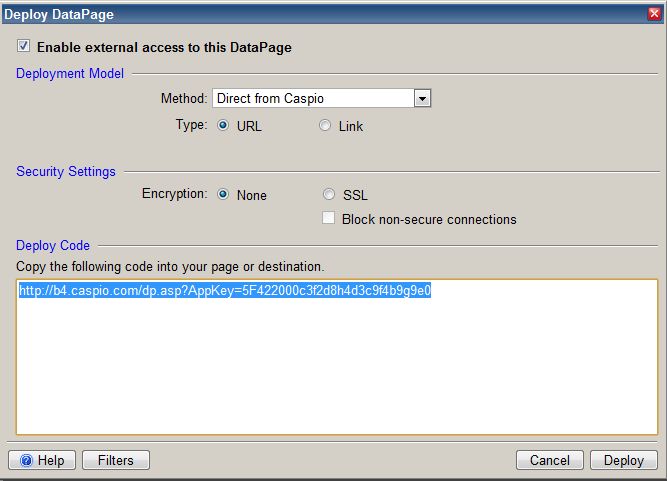 Deploy DataPage
Enable external access to this DataPage
Deployment Model
Method: Direct from Caspio
Type: URL Link
Security Settings
Encryption: None SSL
Block non-secure connections
Deploy Code
Copy the following code into your page or destination.
http://b4.caspio.com/dp.asp?AppKey=5F422000c3f2d8h4d3c9f4b9g9e0
Help Filters Cancel Deploy